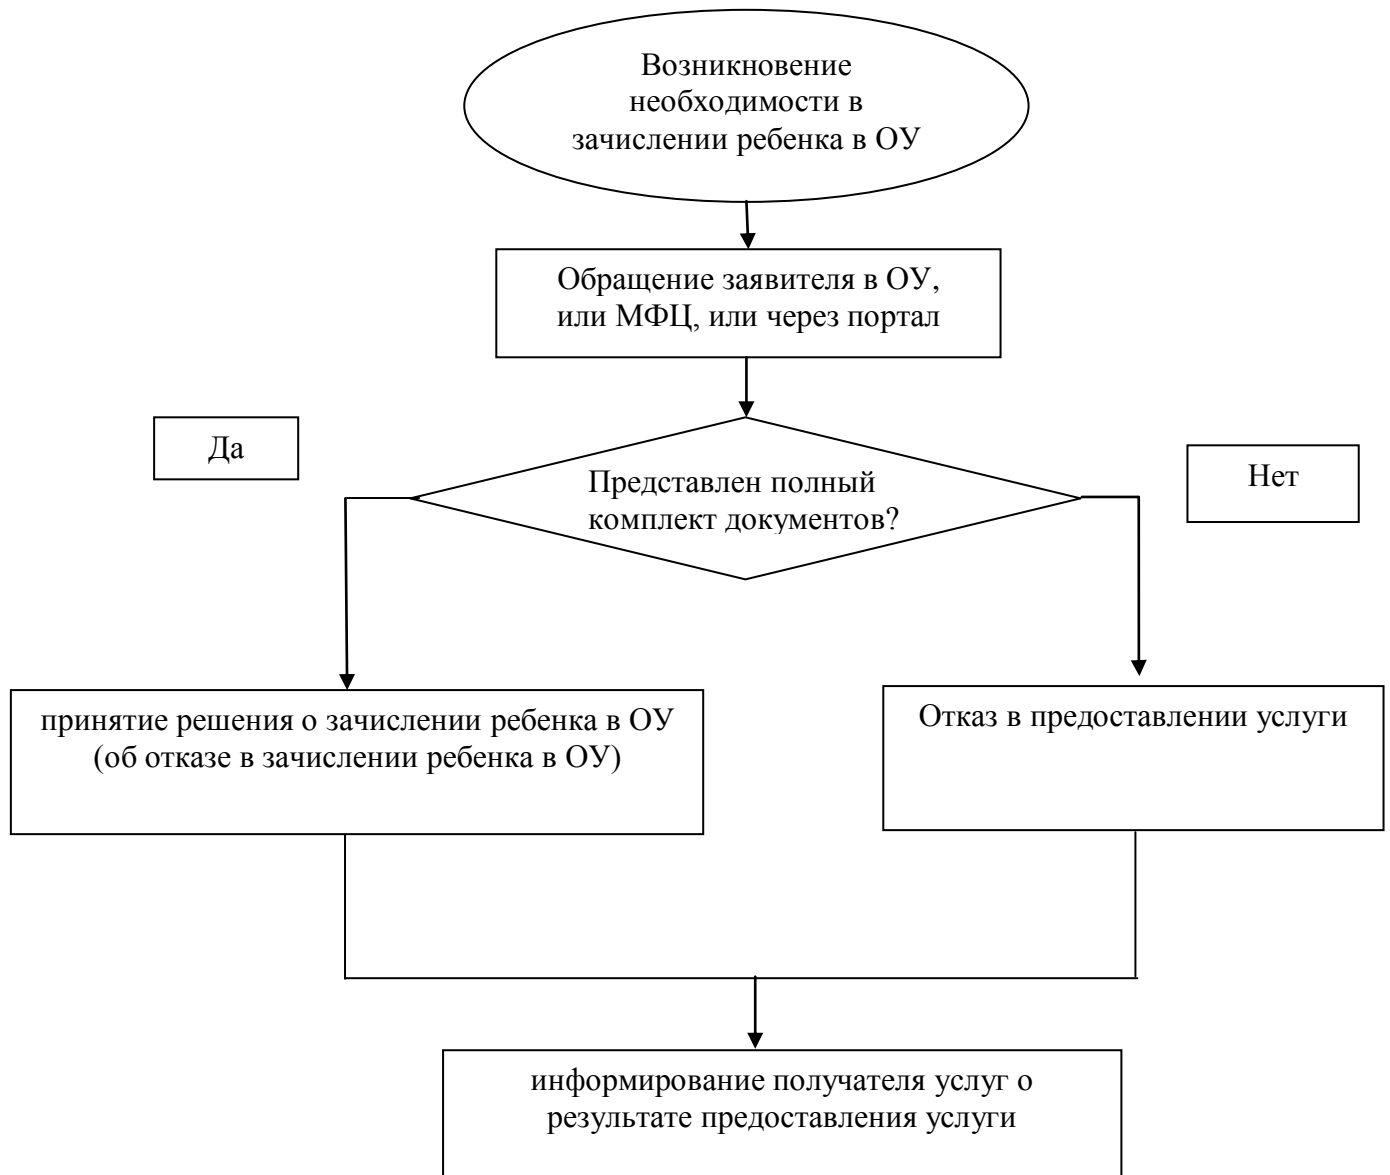 Возникновение
необходимости в
зачислении ребенка в ОУ
Обращение заявителя в ОУ,
или МФЦ, или через портал
Да
Нет
Представлен полный
комплект документов?
принятие решения о зачислении ребенка в ОУ
(об отказе в зачислении ребенка в ОУ)
Отказ в предоставлении услуги
информирование получателя услуг о
результате предоставления услуги